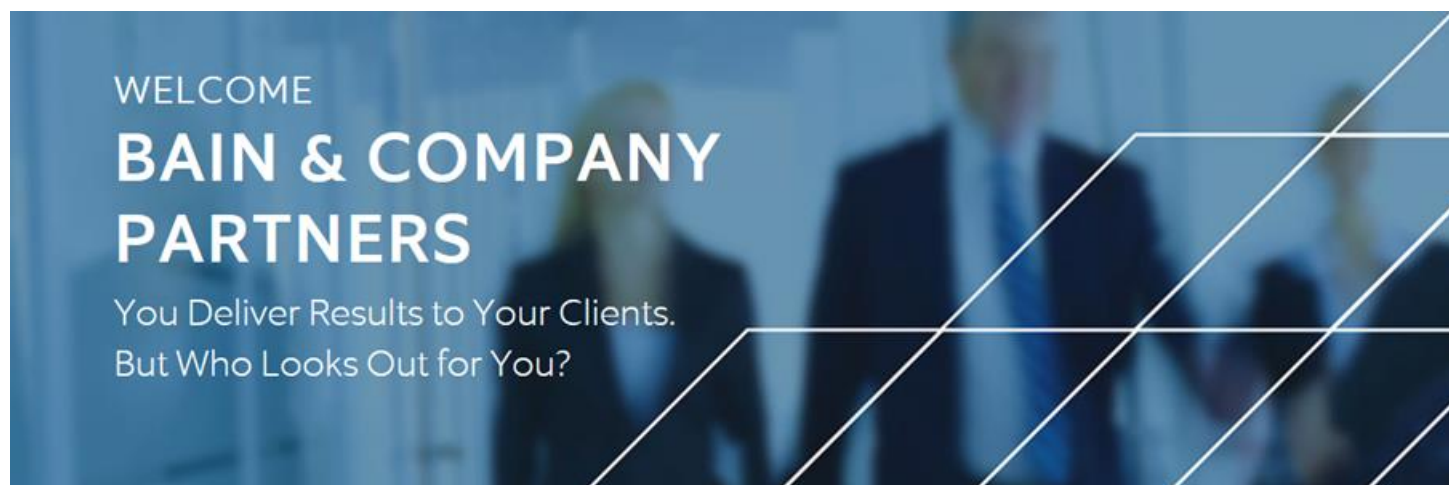 WELCOME
BAIN & COMPANY
PARTNERS
You Deliver Results to Your Clients.
But Who Looks Out for You?